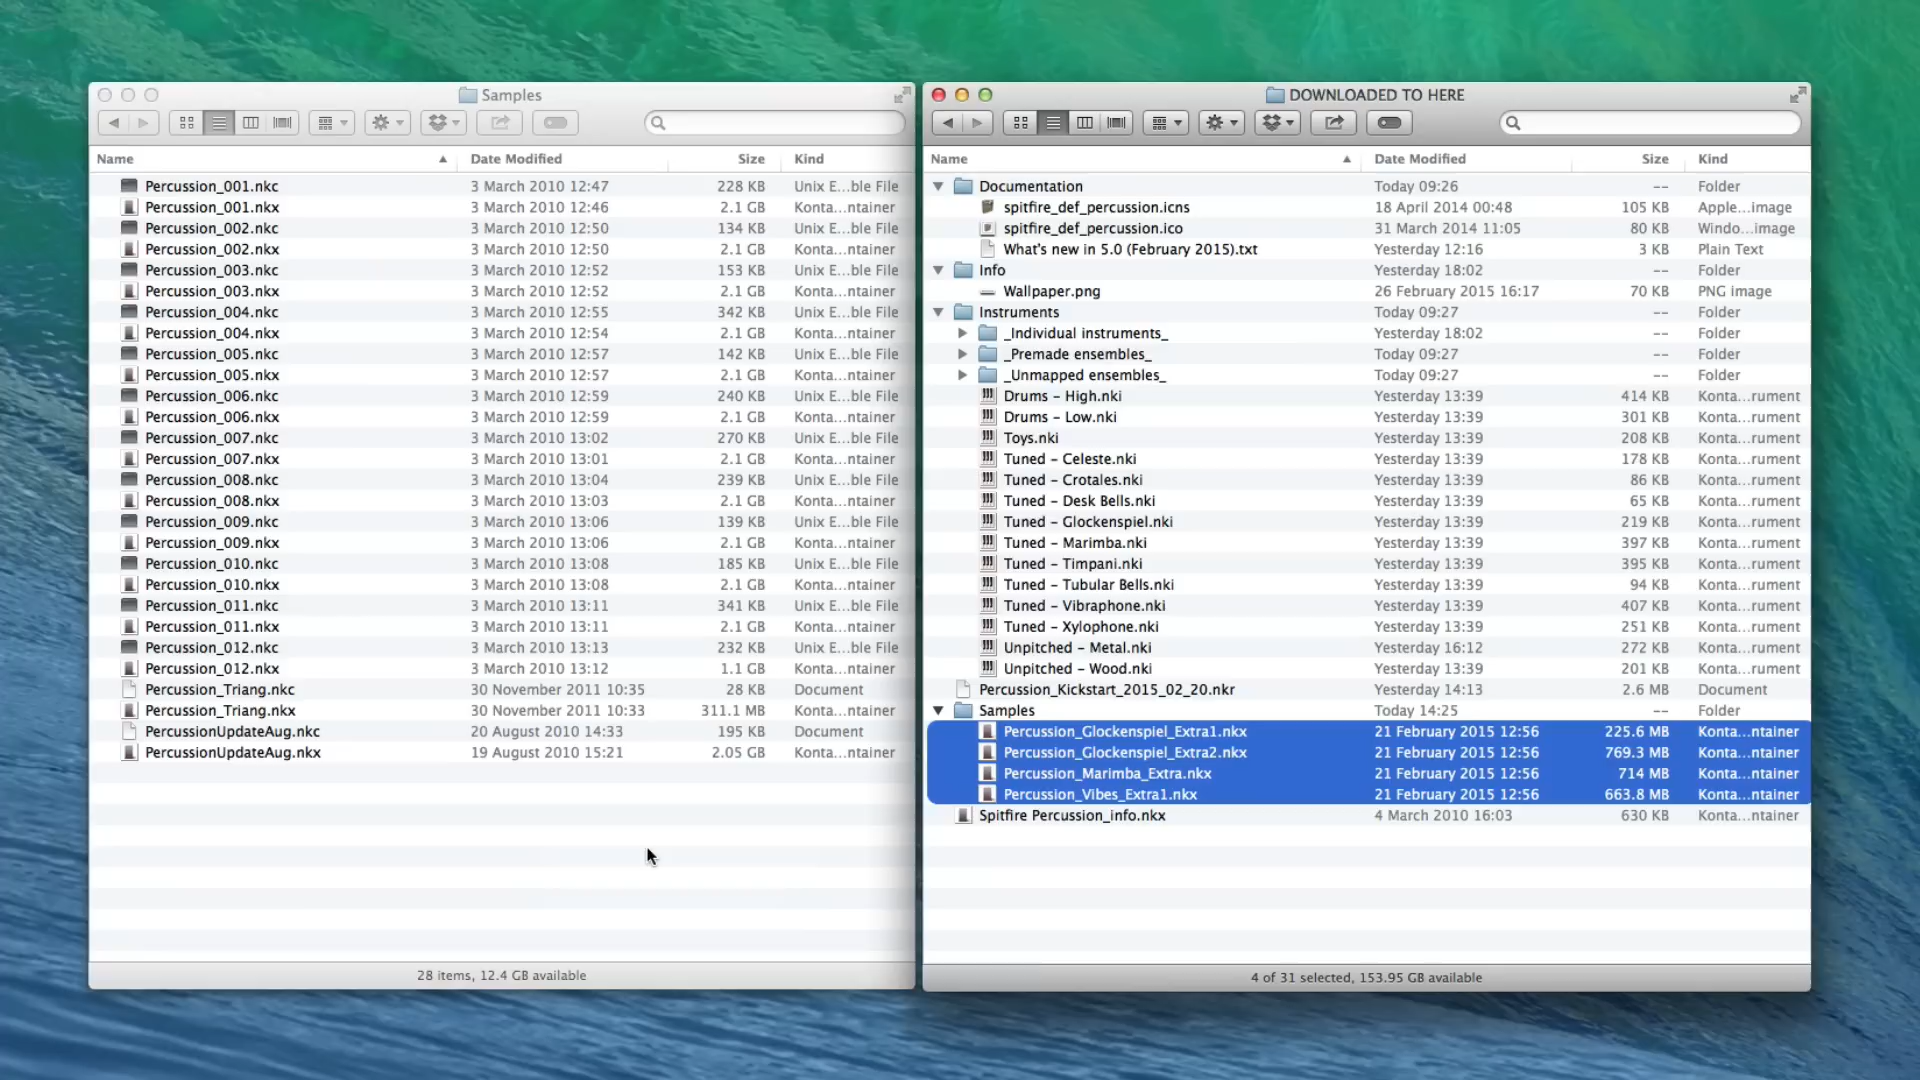 Samples
Name Date Modified Size Kind
Percussion_001.nkc 3 March 2010 12:47 228 KB Unix E...ble File
Percussion_001.nkx 3 March 2010 12:46 2.1 GB Konta...ntainer
Percussion_002.nkc 3 March 2010 12:50 134 KB Unix E...ble File
Percussion_002.nkx 3 March 2010 12:50 2.1 GB Konta...ntainer
Percussion_003.nkc 3 March 2010 12:52 153 KB Unix E...ble File
Percussion_003.nkx 3 March 2010 12:52 2.1 GB Konta...ntainer
Percussion_004.nkc 3 March 2010 12:55 342 KB Unix E...ble File
Percussion_004.nkx 3 March 2010 12:54 2.1 GB Konta...ntainer
Percussion_005.nkc 3 March 2010 12:57 142 KB Unix E...ble File
Percussion_005.nkx 3 March 2010 12:57 2.1 GB Konta...ntainer
Percussion_006.nkc 3 March 2010 12:59 240 KB Unix E...ble File
Percussion_006.nkx 3 March 2010 12:59 2.1 GB Konta...ntainer
Percussion_007.nkc 3 March 2010 13:02 270 KB Unix E...ble File
Percussion_007.nkx 3 March 2010 13:01 2.1 GB Konta...ntainer
Percussion_008.nkc 3 March 2010 13:04 239 KB Unix E...ble File
Percussion_008.nkx 3 March 2010 13:03 2.1 GB Konta...ntainer
Percussion_009.nkc 3 March 2010 13:06 139 KB Unix E...ble File
Percussion_009.nkx 3 March 2010 13:06 2.1 GB Konta...ntainer
Percussion_010.nkc 3 March 2010 13:08 185 KB Unix E...ble File
Percussion_010.nkx 3 March 2010 13:08 2.1 GB Konta...ntainer
Percussion_011.nkc 3 March 2010 13:11 341 KB Unix E...ble File
Percussion_011.nkx 3 March 2010 13:11 2.1 GB Konta...ntainer
Percussion_012.nkc 3 March 2010 13:13 232 KB Unix E...ble File
Percussion_012.nkx 3 March 2010 13:12 1.1 GB Konta...ntainer
Percussion_Triang.nkc 30 November 2011 10:35 28 KB Document
Percussion_Triang.nkx 30 November 2011 10:33 311.1 MB Konta...ntainer
PercussionUpdateAug.nkc 20 August 2010 14:33 195 KB Document
PercussionUpdateAug.nkx 19 August 2010 15:21 2.05 GB Konta...ntainer
28 items, 12.4 GB available
DOWNLOADED TO HERE
Name Date Modified Size Kind
Documentation Today 09:26 -- Folder
spitfire_def_percussion.icns 18 April 2014 00:48 105 KB Apple...image
spitfire_def_percussion.ico 31 March 2014 11:05 80 KB Windo...image
What's new in 5.0 (February 2015).txt Yesterday 12:16 3 KB Plain Text
Info Yesterday 18:02 -- Folder
Wallpaper.png 26 February 2015 16:17 70 KB PNG image
Instruments Today 09:27 -- Folder
_Individual instruments_ Yesterday 18:02 -- Folder
_Premade ensembles_ Today 09:27 -- Folder
_Unmapped ensembles_ Today 09:27 -- Folder
Drums - High.nki Yesterday 13:39 414 KB Konta...rument
Drums - Low.nki Yesterday 13:39 301 KB Konta...rument
Toys.nki Yesterday 13:39 208 KB Konta...rument
Tuned - Celeste.nki Yesterday 13:39 178 KB Konta...rument
Tuned - Crotales.nki Yesterday 13:39 86 KB Konta...rument
Tuned - Desk Bells.nki Yesterday 13:39 65 KB Konta...rument
Tuned - Glockenspiel.nki Yesterday 13:39 219 KB Konta...rument
Tuned - Marimba.nki Yesterday 13:39 397 KB Konta...rument
Tuned - Timpani.nki Yesterday 13:39 395 KB Konta...rument
Tuned - Tubular Bells.nki Yesterday 13:39 94 KB Konta...rument
Tuned - Vibraphone.nki Yesterday 13:39 407 KB Konta...rument
Tuned - Xylophone.nki Yesterday 13:39 251 KB Konta...rument
Unpitched - Metal.nki Yesterday 16:12 272 KB Konta...rument
Unpitched - Wood.nki Yesterday 13:39 201 KB Konta...rument
Percussion_Kickstart_2015_02_20.nkr Yesterday 14:13 2.6 MB Document
Samples Today 14:25 -- Folder
Percussion_Glockenspiel_Extra1.nkx 21 February 2015 12:56 225.6 MB Konta...ntainer
Percussion_Glockenspiel_Extra2.nkx 21 February 2015 12:56 769.3 MB Konta...ntainer
Percussion_Marimba_Extra.nkx 21 February 2015 12:56 714 MB Konta...ntainer
Percussion_Vibes_Extra1.nkx 21 February 2015 12:56 663.8 MB Konta...ntainer
Spitfire Percussion_info.nkx 4 March 2010 16:03 630 KB Konta...ntainer
4 of 31 selected, 153.95 GB available